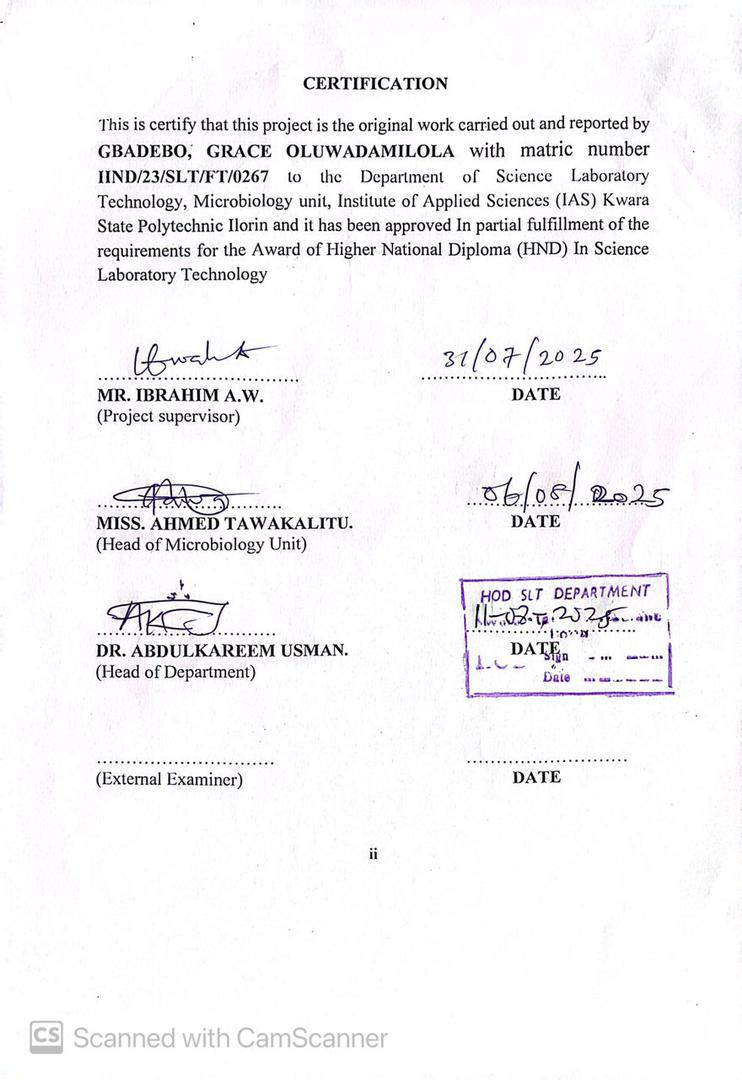 CERTIFICATION
This is certify that this project is the original work carried out and reported by
GBADEBO, GRACE OLUWADAMILOLA with matric number
HND/23/SLT/FT/0267 to the Department of Science Laboratory
Technology, Microbiology unit, Institute of Applied Sciences (IAS) Kwara
State Polytechnic Ilorin and it has been approved In partial fulfillment of the
requirements for the Award of Higher National Diploma (HND) In Science
Laboratory Technology
31/07/2025
MR. IBRAHIM A.W. DATE
(Project supervisor)
06/08/2025
MISS. AHMED TAWAKALITU. DATE
(Head of Microbiology Unit)
HOD SLT DEPARTMENT
DR. ABDULKAREEM USMAN. DATE
Sign
(Head of Department) Date
(External Examiner) DATE
ii
CS Scanned with CamScanner